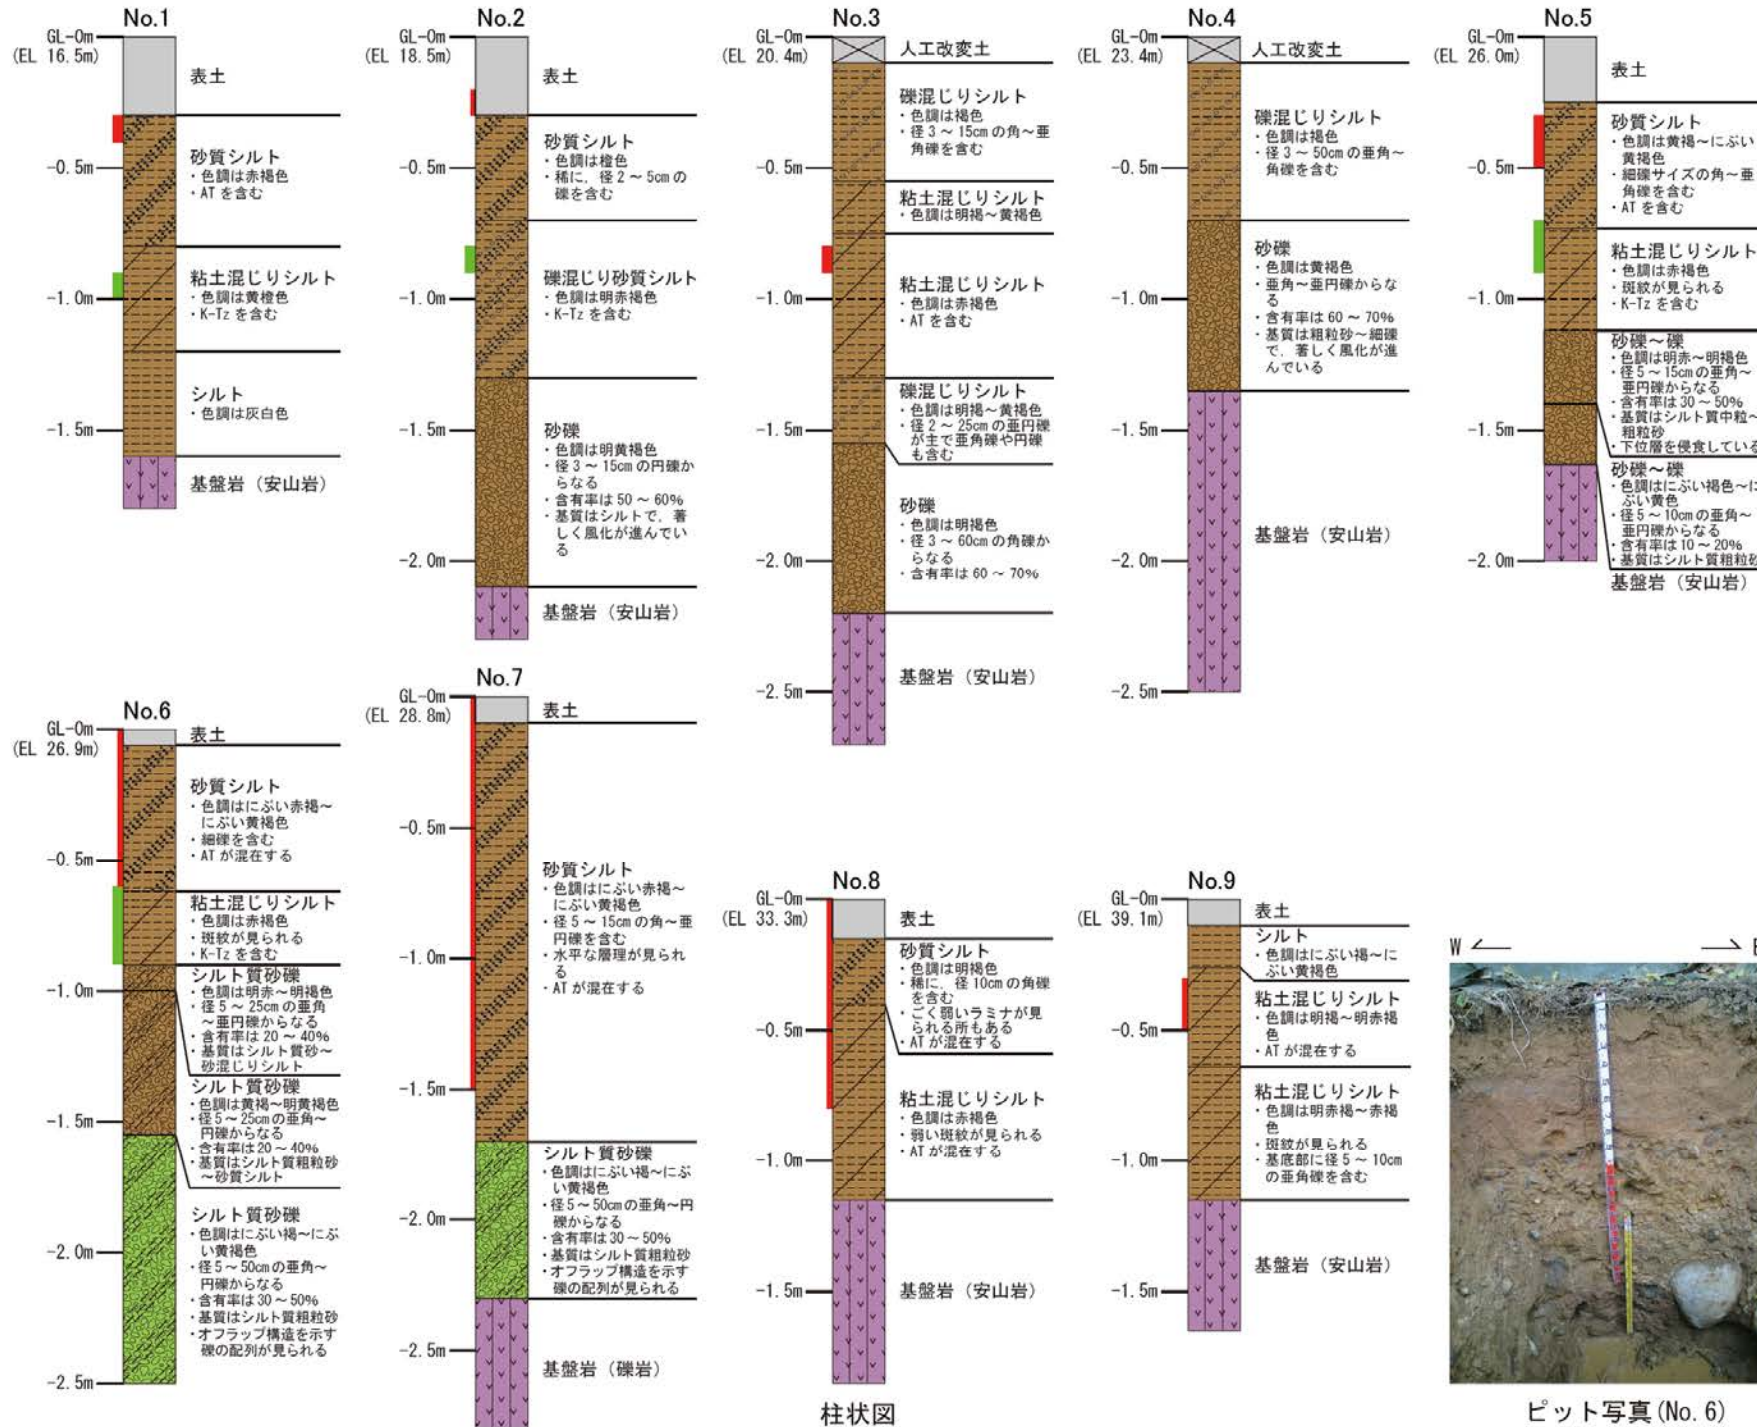 No.1
GL-0m
(EL 16.5m)
-0.5m
-1.0m
-1.5m
表土
砂質シルト
・色調は赤褐色
・ATを含む
粘土混じりシルト
・色調は黄橙色
・K-Tzを含む
シルト
・色調は灰白色
基盤岩（安山岩）
No.2
GL-0m
(EL 18.5m)
-0.5m
-1.0m
-1.5m
-2.0m
表土
砂質シルト
・色調は橙色
・稀に，径2～5cmの
礫を含む
礫混じり砂質シルト
・色調は明赤褐色
・K-Tzを含む
砂礫
・色調は明黄褐色
・径3～15cmの円礫か
らなる
・含有率は50～60%
・基質はシルトで，著
しく風化が進んでい
る
基盤岩（安山岩）
No.3
GL-0m
(EL 20.4m)
-0.5m
-1.0m
-1.5m
-2.0m
-2.5m
人工改変土
礫混じりシルト
・色調は褐色
・径3～15cmの角～亜
角礫を含む
粘土混じりシルト
・色調は明褐～黄褐色
粘土混じりシルト
・色調は赤褐色
・ATを含む
礫混じりシルト
・色調は明褐～黄褐色
・径2～25cmの亜円礫
が主で亜角礫や円礫
も含む
砂礫
・色調は明褐色
・径3～60cmの角礫か
らなる
・含有率は60～70%
基盤岩（安山岩）
No.4
GL-0m
(EL 23.4m)
-0.5m
-1.0m
-1.5m
-2.0m
-2.5m
人工改変土
礫混じりシルト
・色調は褐色
・径3～50cmの亜角～
角礫を含む
砂礫
・色調は黄褐色
・亜角～亜円礫からな
る
・含有率は60～70%
・基質は粗粒砂～細礫
で，著しく風化が進
んでいる
基盤岩（安山岩）
No.5
GL-0m
(EL 26.0m)
-0.5m
-1.0m
-1.5m
-2.0m
表土
砂質シルト
・色調は黄褐～にぶい
黄褐色
・細礫サイズの角～亜
角礫を含む
・ATを含む
粘土混じりシルト
・色調は赤褐色
・斑紋が見られる
・K-Tzを含む
砂礫～礫
・色調は明赤～明褐色
・径5～15cmの亜角～
亜円礫からなる
・含有率は30～50%
・基質はシルト質中粒～
粗粒砂
・下位層を侵食している
砂礫～礫
・色調はにぶい褐色～に
ぶい黄色
・径5～10cmの亜角～
亜円礫からなる
・含有率は10～20%
・基質はシルト質粗粒砂
基盤岩（安山岩）
No.6
GL-0m
(EL 26.9m)
-0.5m
-1.0m
-1.5m
-2.0m
-2.5m
表土
砂質シルト
・色調はにぶい赤褐～
にぶい黄褐色
・細礫を含む
・ATが混在する
粘土混じりシルト
・色調は赤褐色
・斑紋が見られる
・K-Tzを含む
シルト質砂礫
・色調は明赤～明褐色
・径5～25cmの亜角
～亜円礫からなる
・含有率は20～40%
・基質はシルト質砂～
砂混じりシルト
シルト質砂礫
・色調は黄褐～明黄褐色
・径5～25cmの亜角～
円礫からなる
・含有率は20～40%
・基質はシルト質粗粒砂
～砂質シルト
シルト質砂礫
・色調はにぶい褐～にぶ
い黄褐色
・径5～50cmの亜角～
円礫からなる
・含有率は30～50%
・基質はシルト質粗粒砂
・オフラップ構造を示す
礫の配列が見られる
No.7
GL-0m
(EL 28.8m)
-0.5m
-1.0m
-1.5m
-2.0m
-2.5m
表土
砂質シルト
・色調はにぶい赤褐～
にぶい黄褐色
・径5～15cmの角～亜
円礫を含む
・水平な層理が見られ
る
・ATが混在する
シルト質砂礫
・色調はにぶい褐～にぶ
い黄褐色
・径5～50cmの亜角～円
礫からなる
・含有率は30～50%
・基質はシルト質粗粒砂
・オフラップ構造を示す
礫の配列が見られる
基盤岩（礫岩）
No.8
GL-0m
(EL 33.3m)
-0.5m
-1.0m
-1.5m
表土
砂質シルト
・色調は明褐色
・稀に，径10cmの角礫
を含む
・ごく弱いラミナが見
られる所もある
・ATが混在する
粘土混じりシルト
・色調は赤褐色
・弱い斑紋が見られる
・ATが混在する
基盤岩（安山岩）
No.9
GL-0m
(EL 39.1m)
-0.5m
-1.0m
-1.5m
表土
シルト
・色調はにぶい褐～に
ぶい黄褐色
粘土混じりシルト
・色調は明褐～明赤褐
色
・ATが混在する
粘土混じりシルト
・色調は明赤褐～赤褐
色
・斑紋が見られる
・基底部に径5～10cm
の亜角礫を含む
基盤岩（安山岩）
柱状図
W
E
ピット写真(No.6)